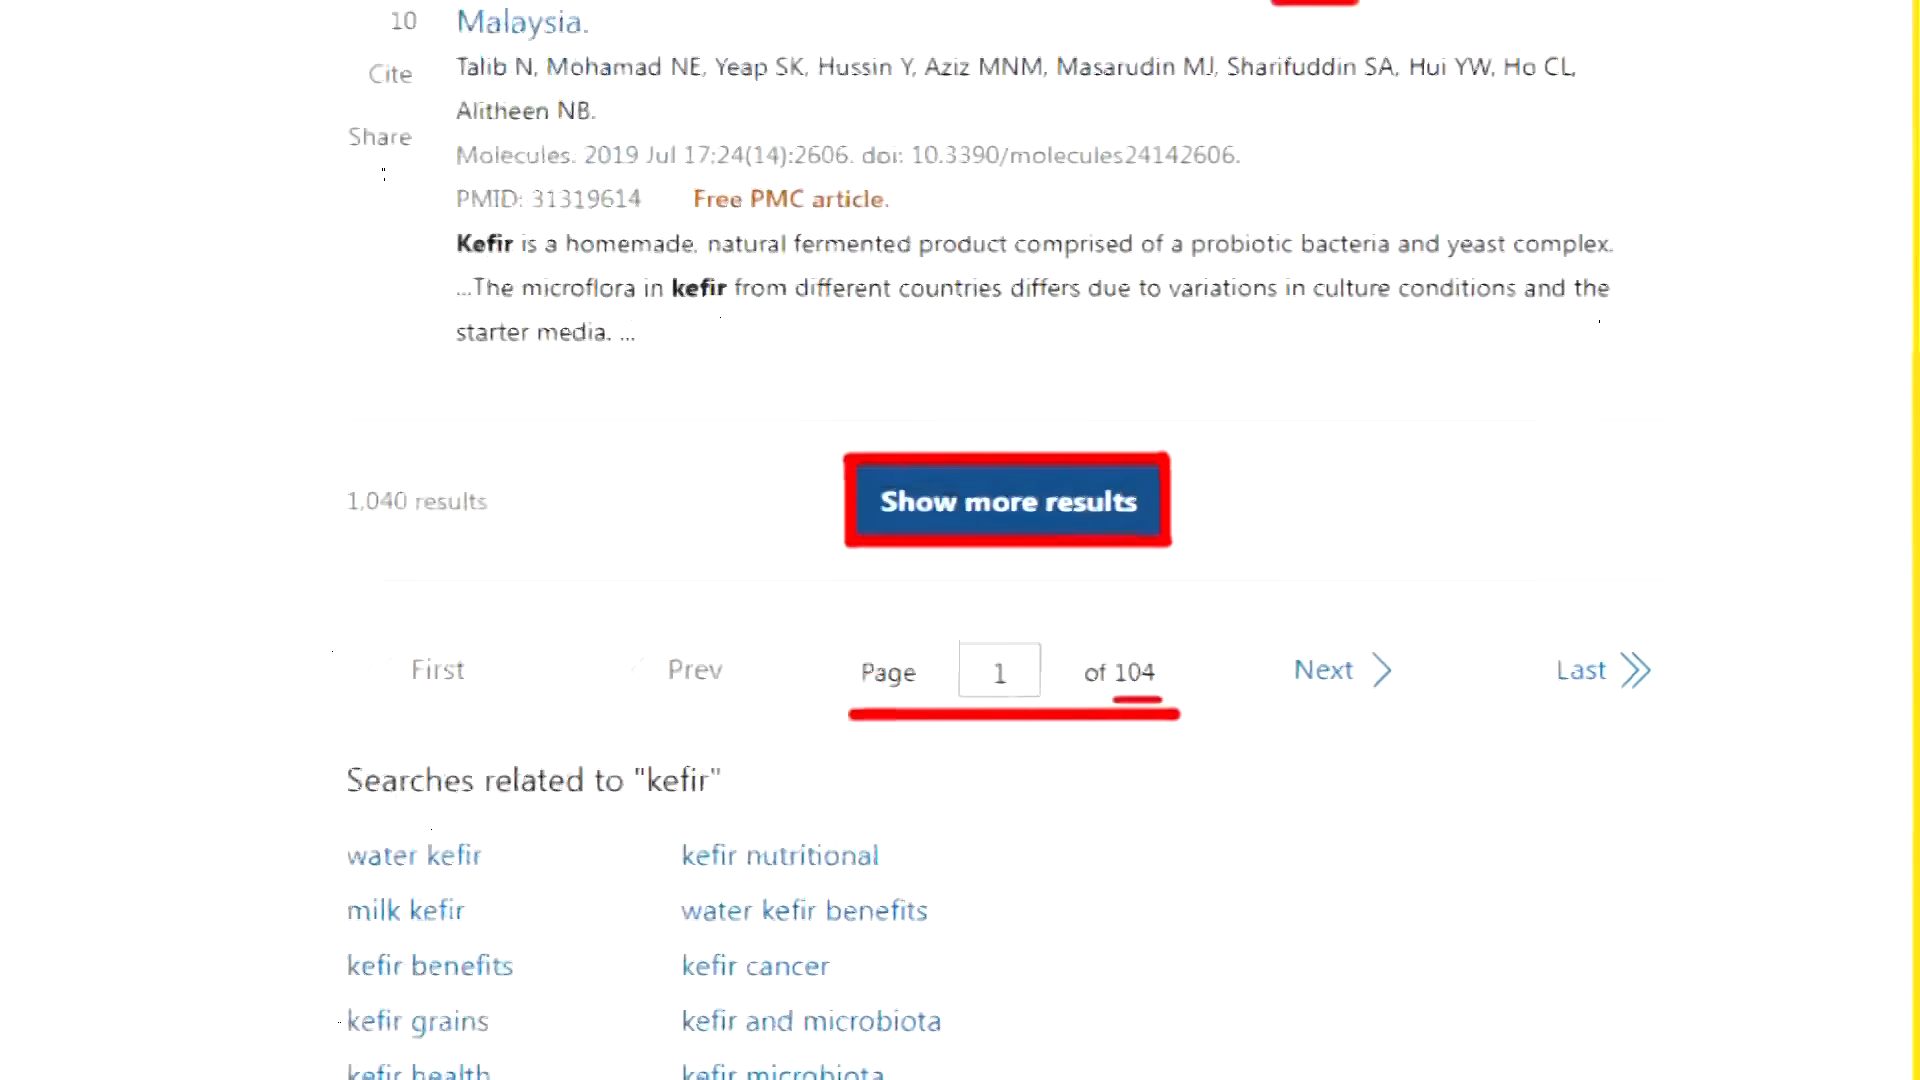 10
Malaysia.
Cite
Talib N, Mohamad NE, Yeap SK, Hussin Y, Aziz MNM, Masarudin MJ, Sharifuddin SA, Hui YW, Ho CL,
Alitheen NB.
Share
Molecules. 2019 Jul 17;24(14):2606. doi: 10.3390/molecules24142606.
PMID: 31319614 Free PMC article.
Kefir is a homemade, natural fermented product comprised of a probiotic bacteria and yeast complex.
...The microflora in kefir from different countries differs due to variations in culture conditions and the
starter media. ...
1,040 results
Show more results
First Prev Page 1 of 104 Next Last
Searches related to "kefir"
water kefir kefir nutritional
milk kefir water kefir benefits
kefir benefits kefir cancer
kefir grains kefir and microbiota
kefir health kefir microbiota